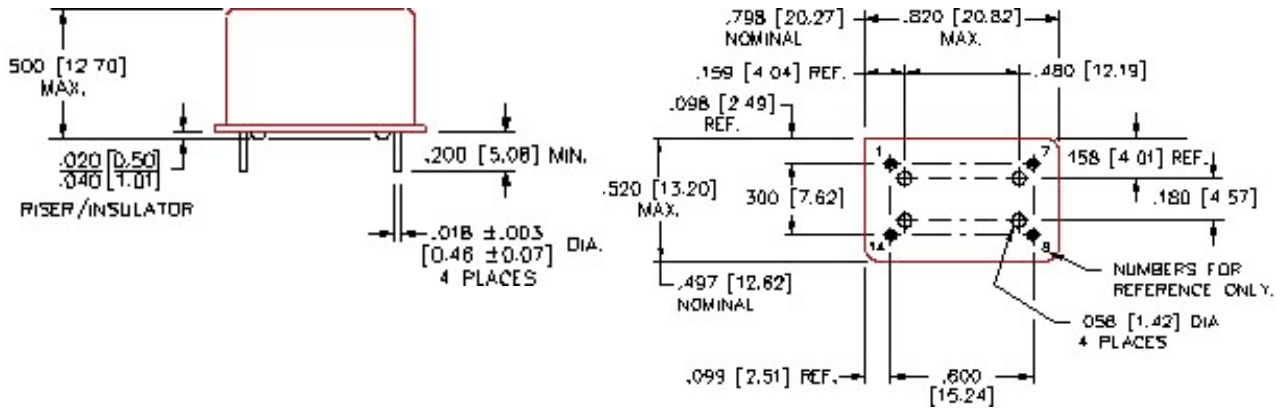 .500 [12.70]
MAX.
.020 [0.50]
.040 [1.01]
RISER/INSULATOR
.200 [5.08] MIN.
.018 ±.003
[0.46 ±0.07]
DIA.
4 PLACES
.798 [20.27]
NOMINAL
.820 [20.82]
MAX.
.159 [4.04] REF.
.480 [12.19]
.098 [2.49]
REF.
1
7
.158 [4.01] REF.
.520 [13.20]
MAX.
.300 [7.62]
.180 [4.57]
14
8
.497 [12.62]
NOMINAL
NUMBERS FOR
REFERENCE ONLY.
.056 [1.42] DIA
4 PLACES
.099 [2.51] REF.
.600
[15.24]